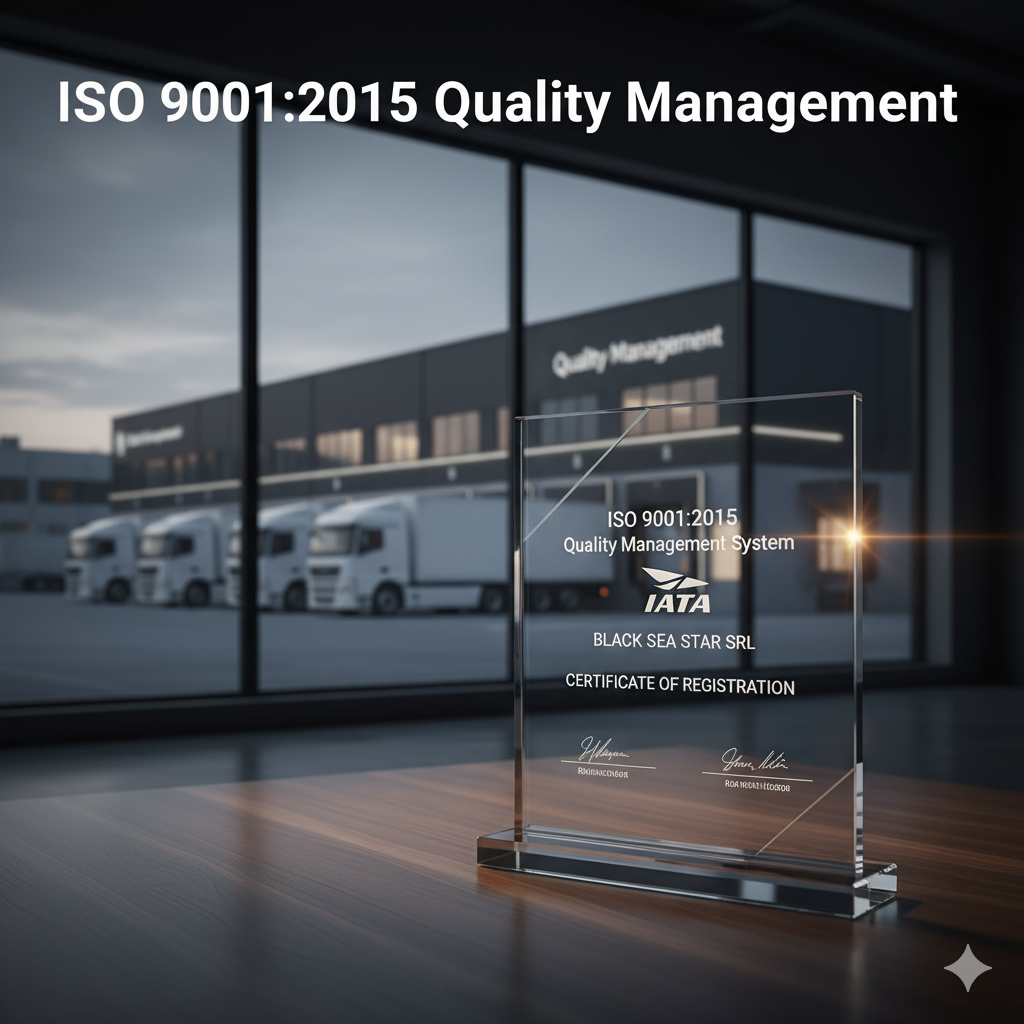 ISO 9001:2015 Quality Management
Quality Management
ISO 9001:2015
Quality Management System
IATA
BLACK SEA STAR SRL
CERTIFICATE OF REGISTRATION